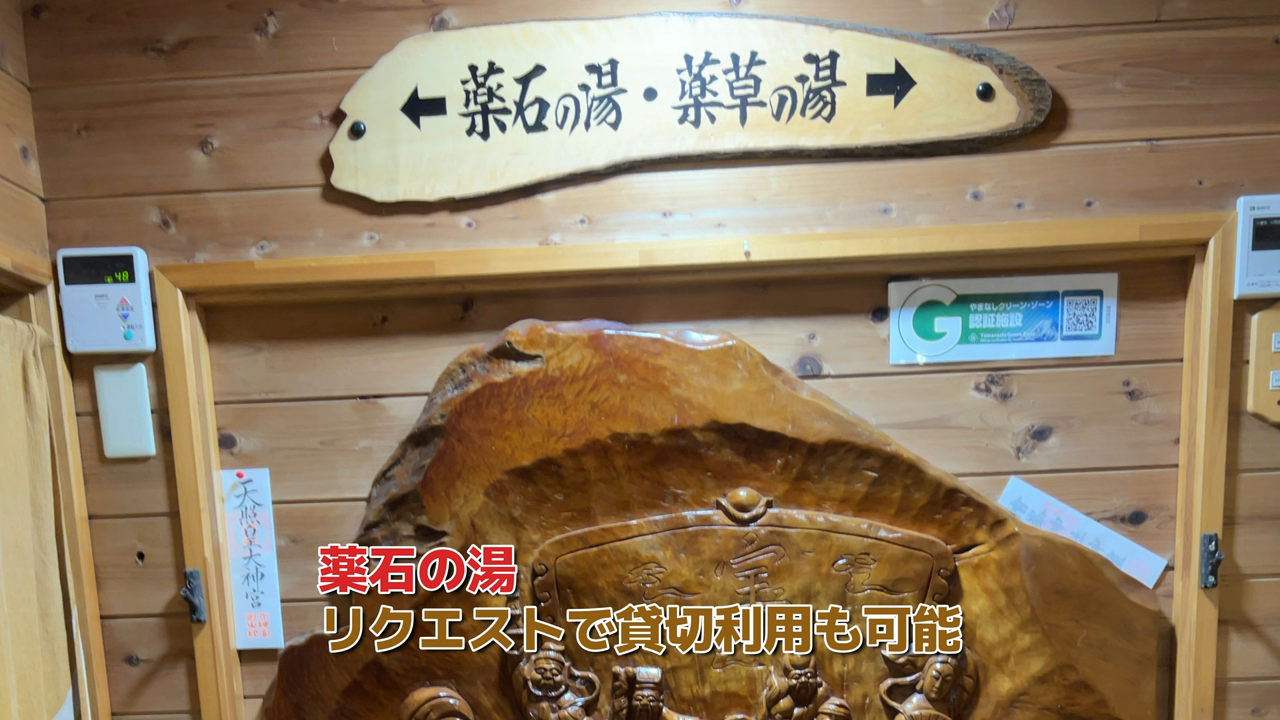 ←薬石の湯・薬草の湯→
48
やまなしグリーン・ゾーン
G 認証施設
天照皇大神宮
宝
薬石の湯
リクエストで貸切利用も可能